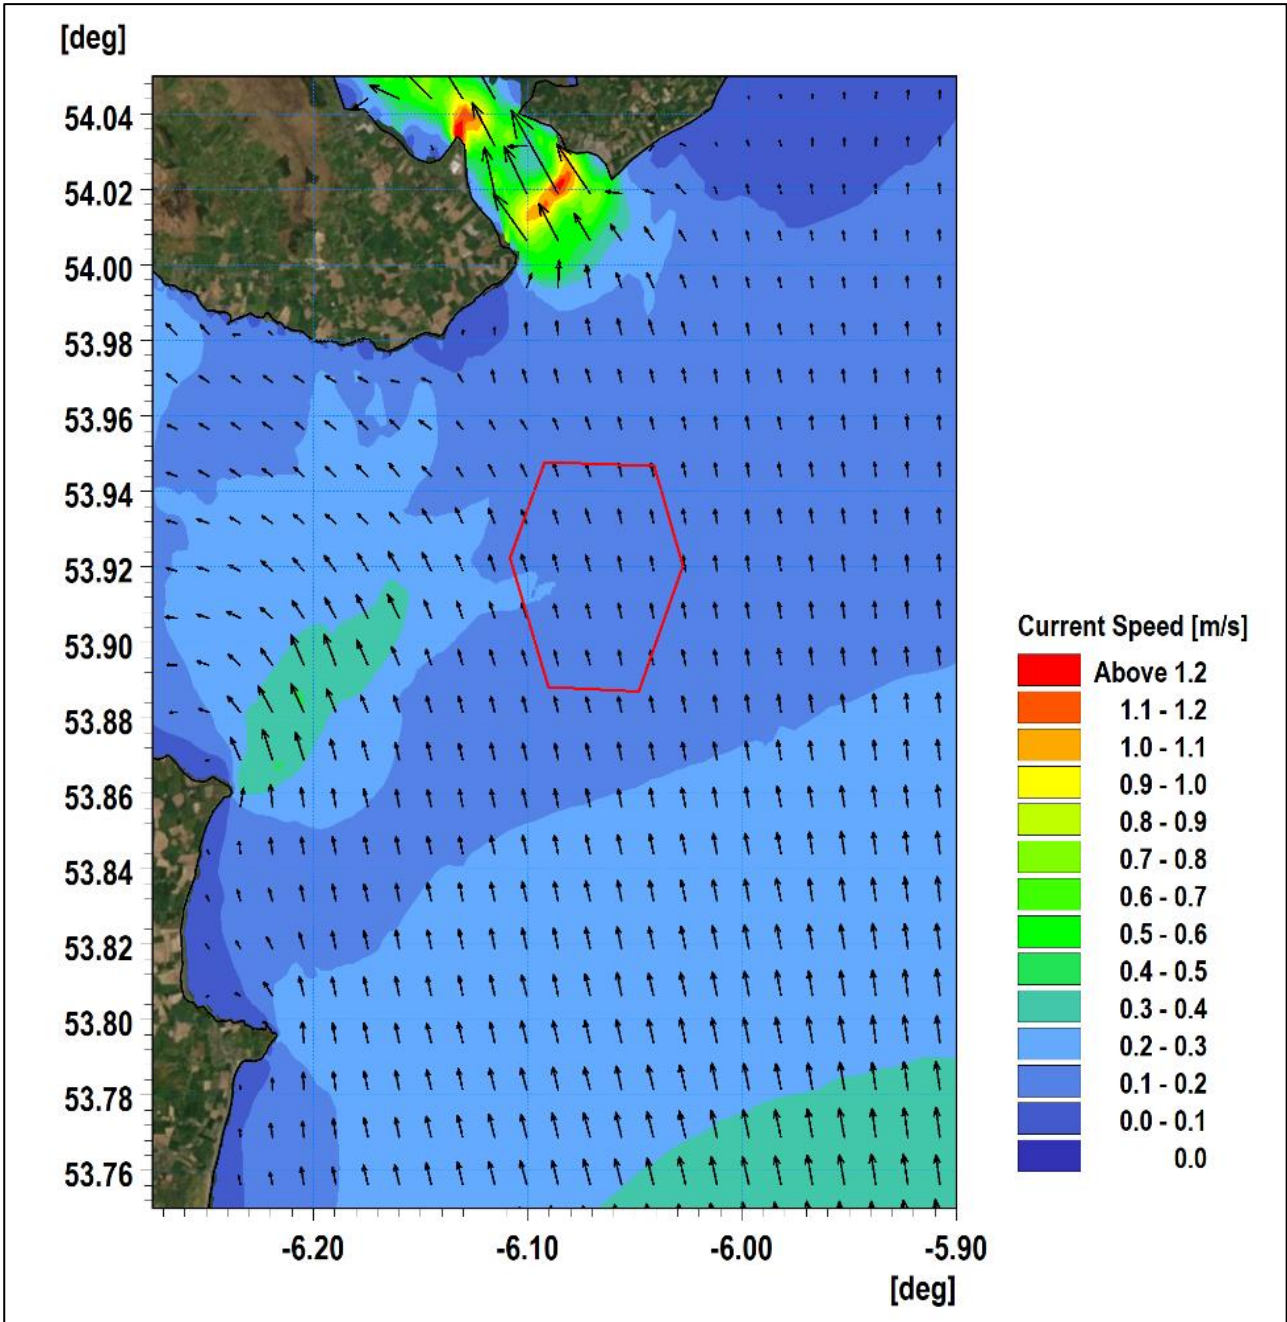 [deg]
54.04
54.02
54.00
53.98
53.96
53.94
53.92
53.90
53.88
53.86
53.84
53.82
53.80
53.78
53.76
-6.20
-6.10
-6.00
-5.90
[deg]
Current Speed [m/s]
Above 1.2
1.1 - 1.2
1.0 - 1.1
0.9 - 1.0
0.8 - 0.9
0.7 - 0.8
0.6 - 0.7
0.5 - 0.6
0.4 - 0.5
0.3 - 0.4
0.2 - 0.3
0.1 - 0.2
0.0 - 0.1
0.0